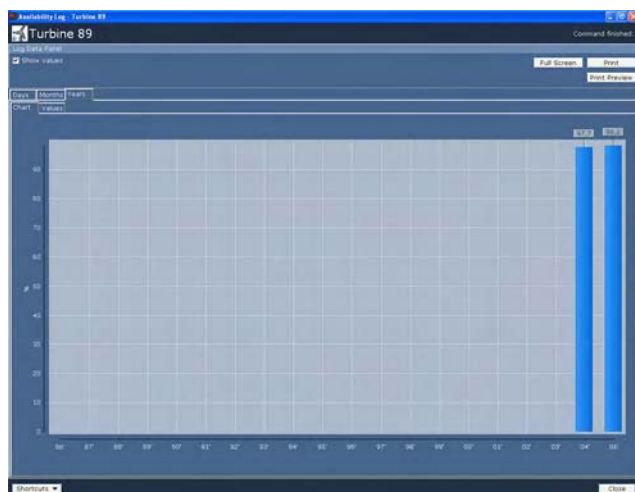 Availability Log - Turbine 89
Turbine 89
Command finished.
Log Data Panel
Show values
Full Screen
Print
Print Preview
Days Months Years
Chart Values
97,7 98,2
90
80
70
60
%
50
40
30
20
10
0
86' 87' 88' 89' 90' 91' 92' 93' 94' 95' 96' 97' 98' 99' 00' 01' 02' 03' 04' 05'
Shortcuts
Close